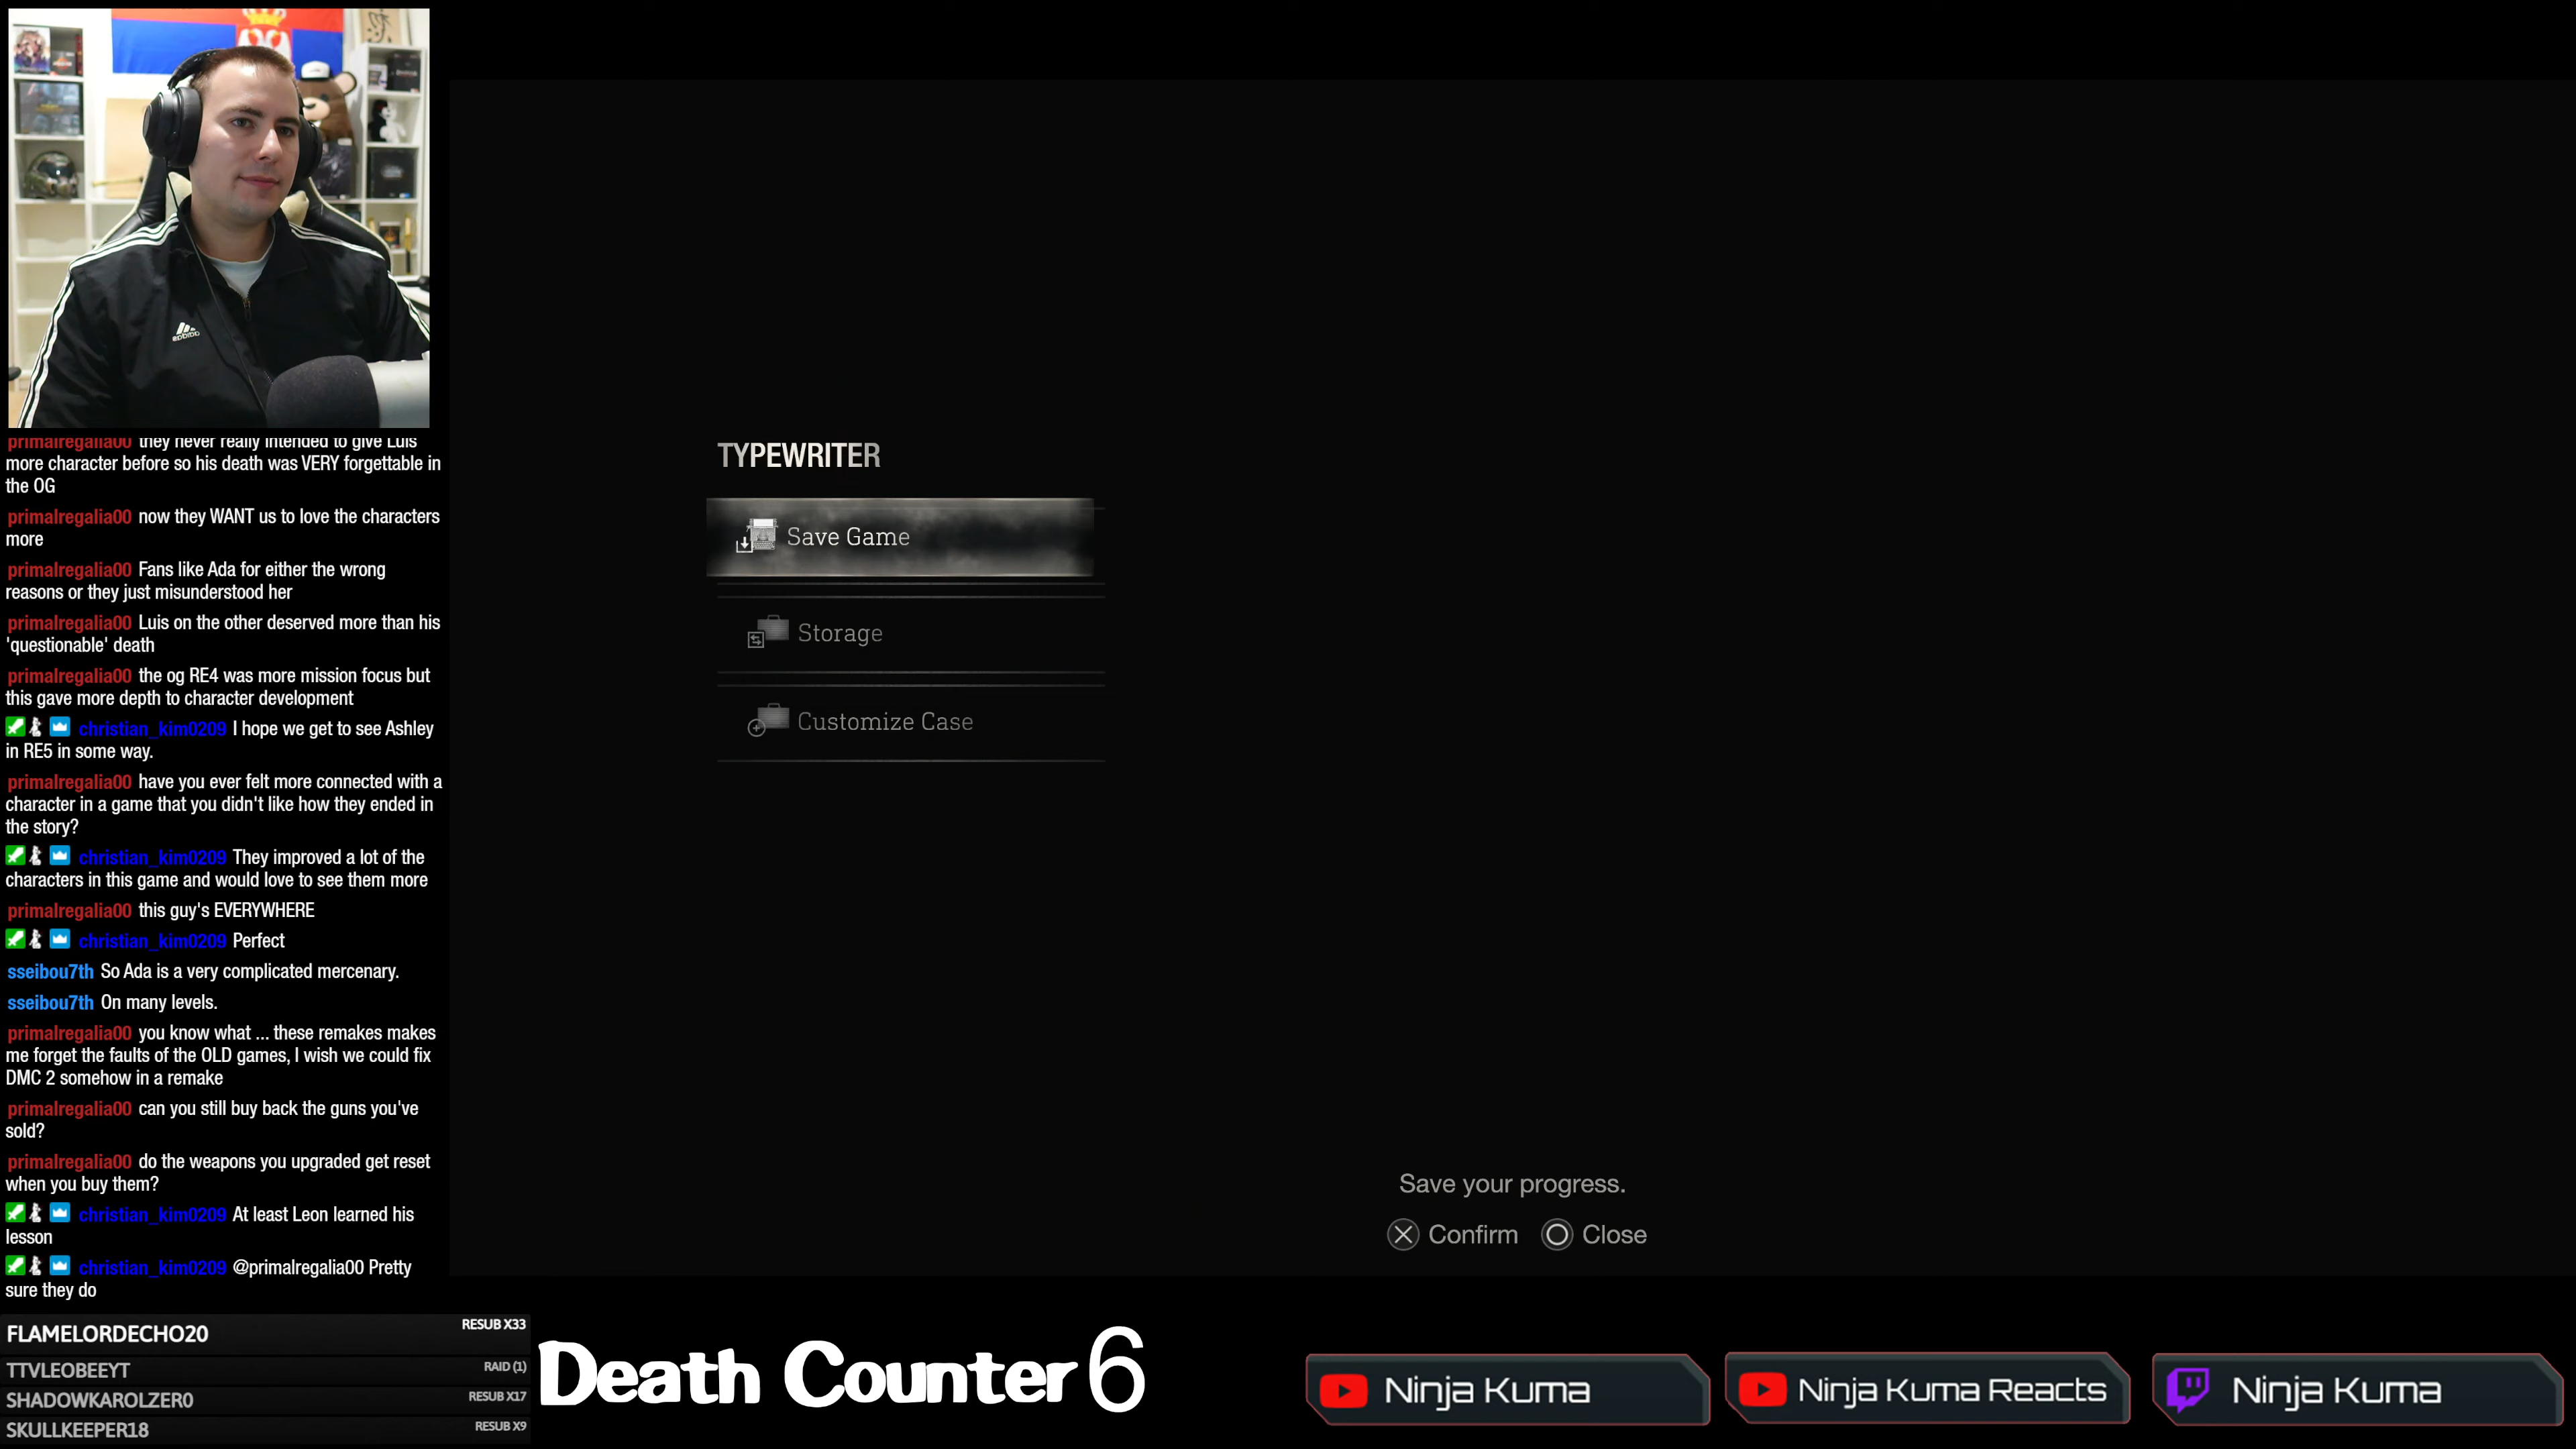 primalregalia00 they never really intended to give Luis
more character before so his death was VERY forgettable in
the OG
primalregalia00 now they WANT us to love the characters
more
primalregalia00 Fans like Ada for either the wrong
reasons or they just misunderstood her
primalregalia00 Luis on the other deserved more than his
'questionable' death
primalregalia00 the og RE4 was more mission focus but
this gave more depth to character development
christian_kim0209 I hope we get to see Ashley
in RE5 in some way.
primalregalia00 have you ever felt more connected with a
character in a game that you didn't like how they ended in
the story?
christian_kim0209 They improved a lot of the
characters in this game and would love to see them more
primalregalia00 this guy's EVERYWHERE
christian_kim0209 Perfect
sseibou7th So Ada is a very complicated mercenary.
sseibou7th On many levels.
primalregalia00 you know what ... these remakes makes
me forget the faults of the OLD games, I wish we could fix
DMC 2 somehow in a remake
primalregalia00 can you still buy back the guns you've
sold?
primalregalia00 do the weapons you upgraded get reset
when you buy them?
christian_kim0209 At least Leon learned his
lesson
christian_kim0209 @primalregalia00 Pretty
sure they do
TYPEWRITER
Save Game
Storage
Customize Case
Save your progress.
Confirm
Close
FLAMELORDECHO20 RESUB X33
TTVLEOBEEYT RAID (1)
SHADOWKAROLZER0 RESUB X17
SKULLKEEPER18 RESUB X9
Death Counter 6
Ninja Kuma
Ninja Kuma Reacts
Ninja Kuma